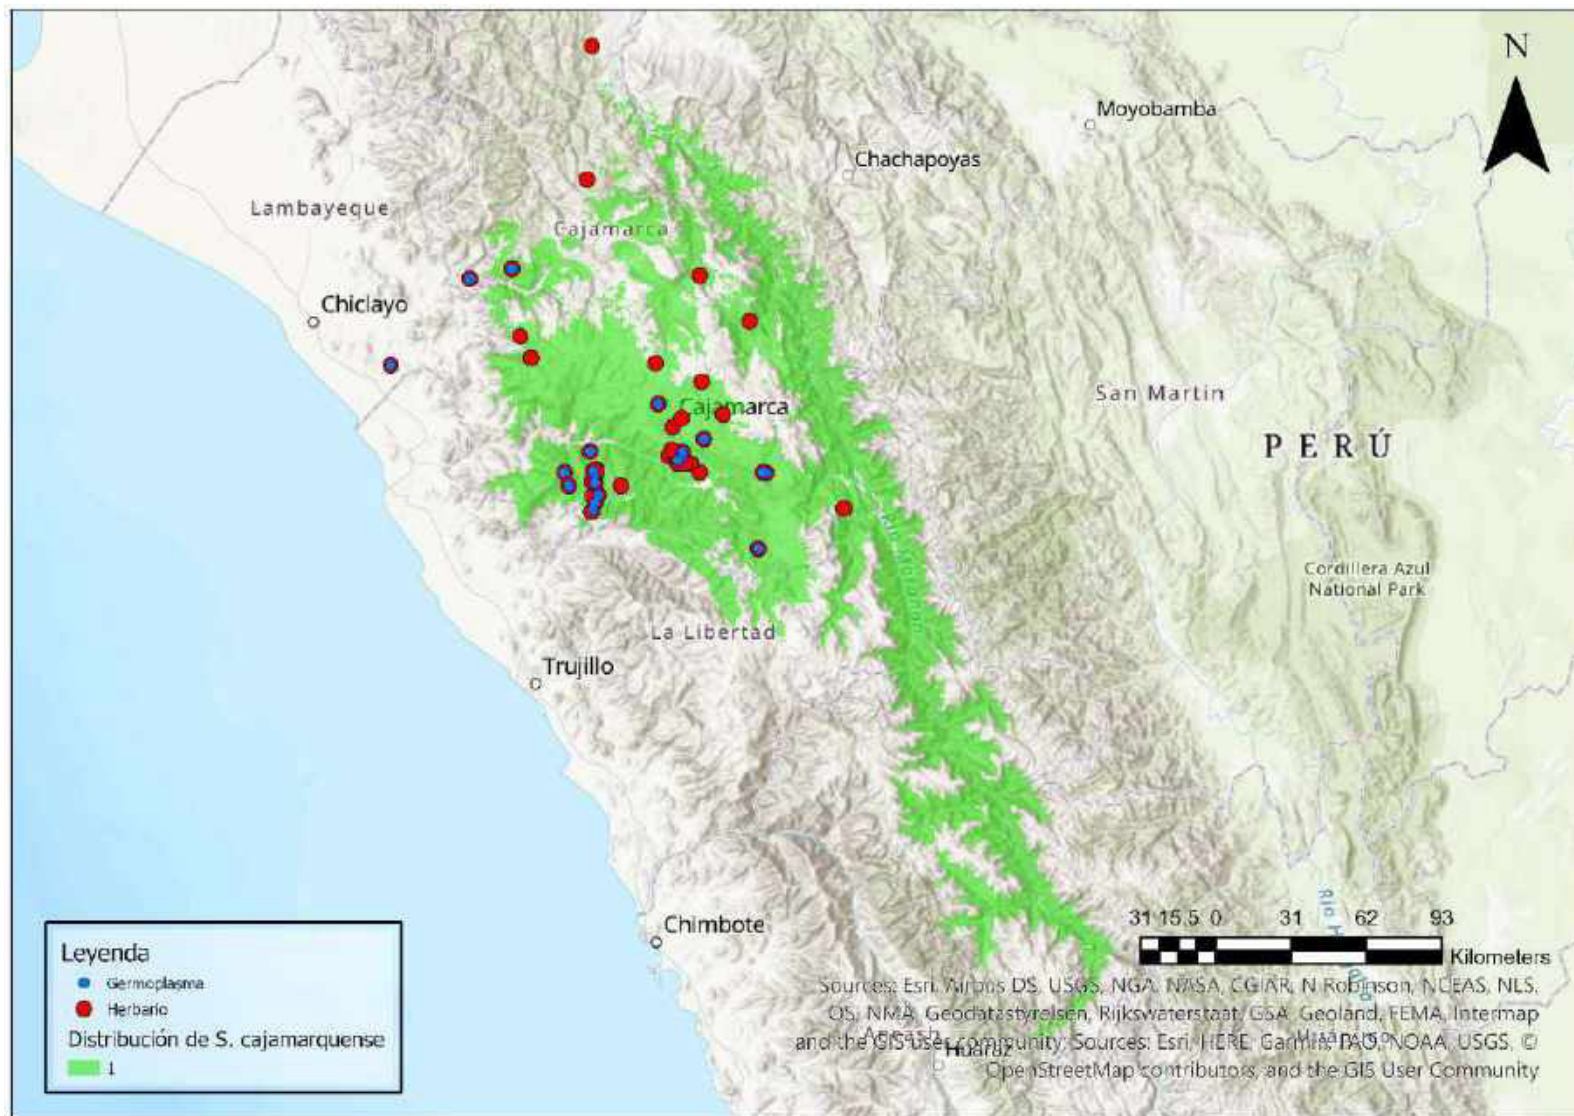 N
Moyobamba
Chachapoyas
Lambayeque
Cajamarca
Chiclayo
San Martin
Cajamarca
PERÚ
Cordillera Azul
National Park
La Libertad
Trujillo
31 15.5 0 31 62 93
Kilometers
Chimbote
Leyenda
Germoplasma
Herbario
Distribución de S. cajamarquense
1
Sources: Esri, Airbus DS, USGS, NGA, NASA, CGIAR, N Robinson, NCEAS, NLS,
OS, NMA, Geodatastyrelsen, Rijkswaterstaat, GSA, Geoland, FEMA, Intermap
and the GIS user community; Sources: Esri, HERE, Garmin, FAO, NOAA, USGS, ©
OpenStreetMap contributors, and the GIS User Community
Ancash
Huaraz